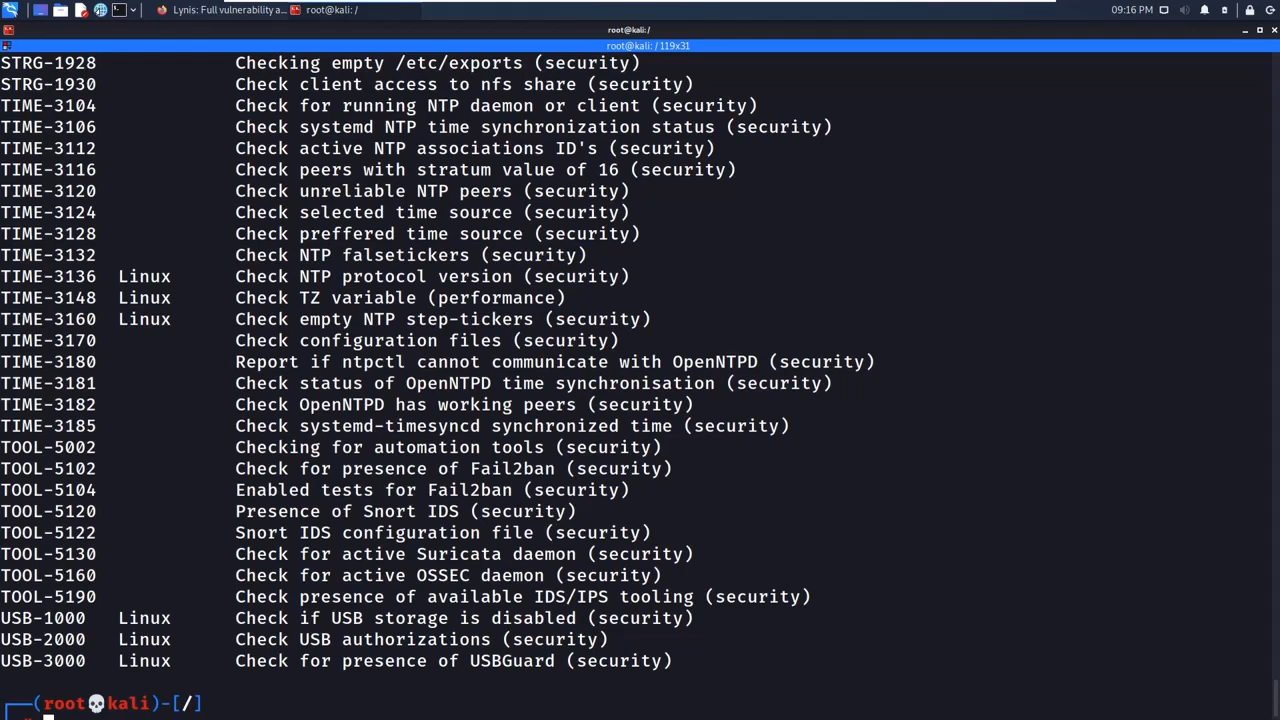 Lynis: Full vulnerability a...
root@kali: /
09:16 PM
root@kali: /
root@kali: / 119x31
STRG-1928 Checking empty /etc/exports (security)
STRG-1930 Check client access to nfs share (security)
TIME-3104 Check for running NTP daemon or client (security)
TIME-3106 Check systemd NTP time synchronization status (security)
TIME-3112 Check active NTP associations ID's (security)
TIME-3116 Check peers with stratum value of 16 (security)
TIME-3120 Check unreliable NTP peers (security)
TIME-3124 Check selected time source (security)
TIME-3128 Check preffered time source (security)
TIME-3132 Check NTP falsetickers (security)
TIME-3136 Linux Check NTP protocol version (security)
TIME-3148 Linux Check TZ variable (performance)
TIME-3160 Linux Check empty NTP step-tickers (security)
TIME-3170 Check configuration files (security)
TIME-3180 Report if ntpctl cannot communicate with OpenNTPD (security)
TIME-3181 Check status of OpenNTPD time synchronisation (security)
TIME-3182 Check OpenNTPD has working peers (security)
TIME-3185 Check systemd-timesyncd synchronized time (security)
TOOL-5002 Checking for automation tools (security)
TOOL-5102 Check for presence of Fail2ban (security)
TOOL-5104 Enabled tests for Fail2ban (security)
TOOL-5120 Presence of Snort IDS (security)
TOOL-5122 Snort IDS configuration file (security)
TOOL-5130 Check for active Suricata daemon (security)
TOOL-5160 Check for active OSSEC daemon (security)
TOOL-5190 Check presence of available IDS/IPS tooling (security)
USB-1000 Linux Check if USB storage is disabled (security)
USB-2000 Linux Check USB authorizations (security)
USB-3000 Linux Check for presence of USBGuard (security)
┌──(root💀kali)-[/]